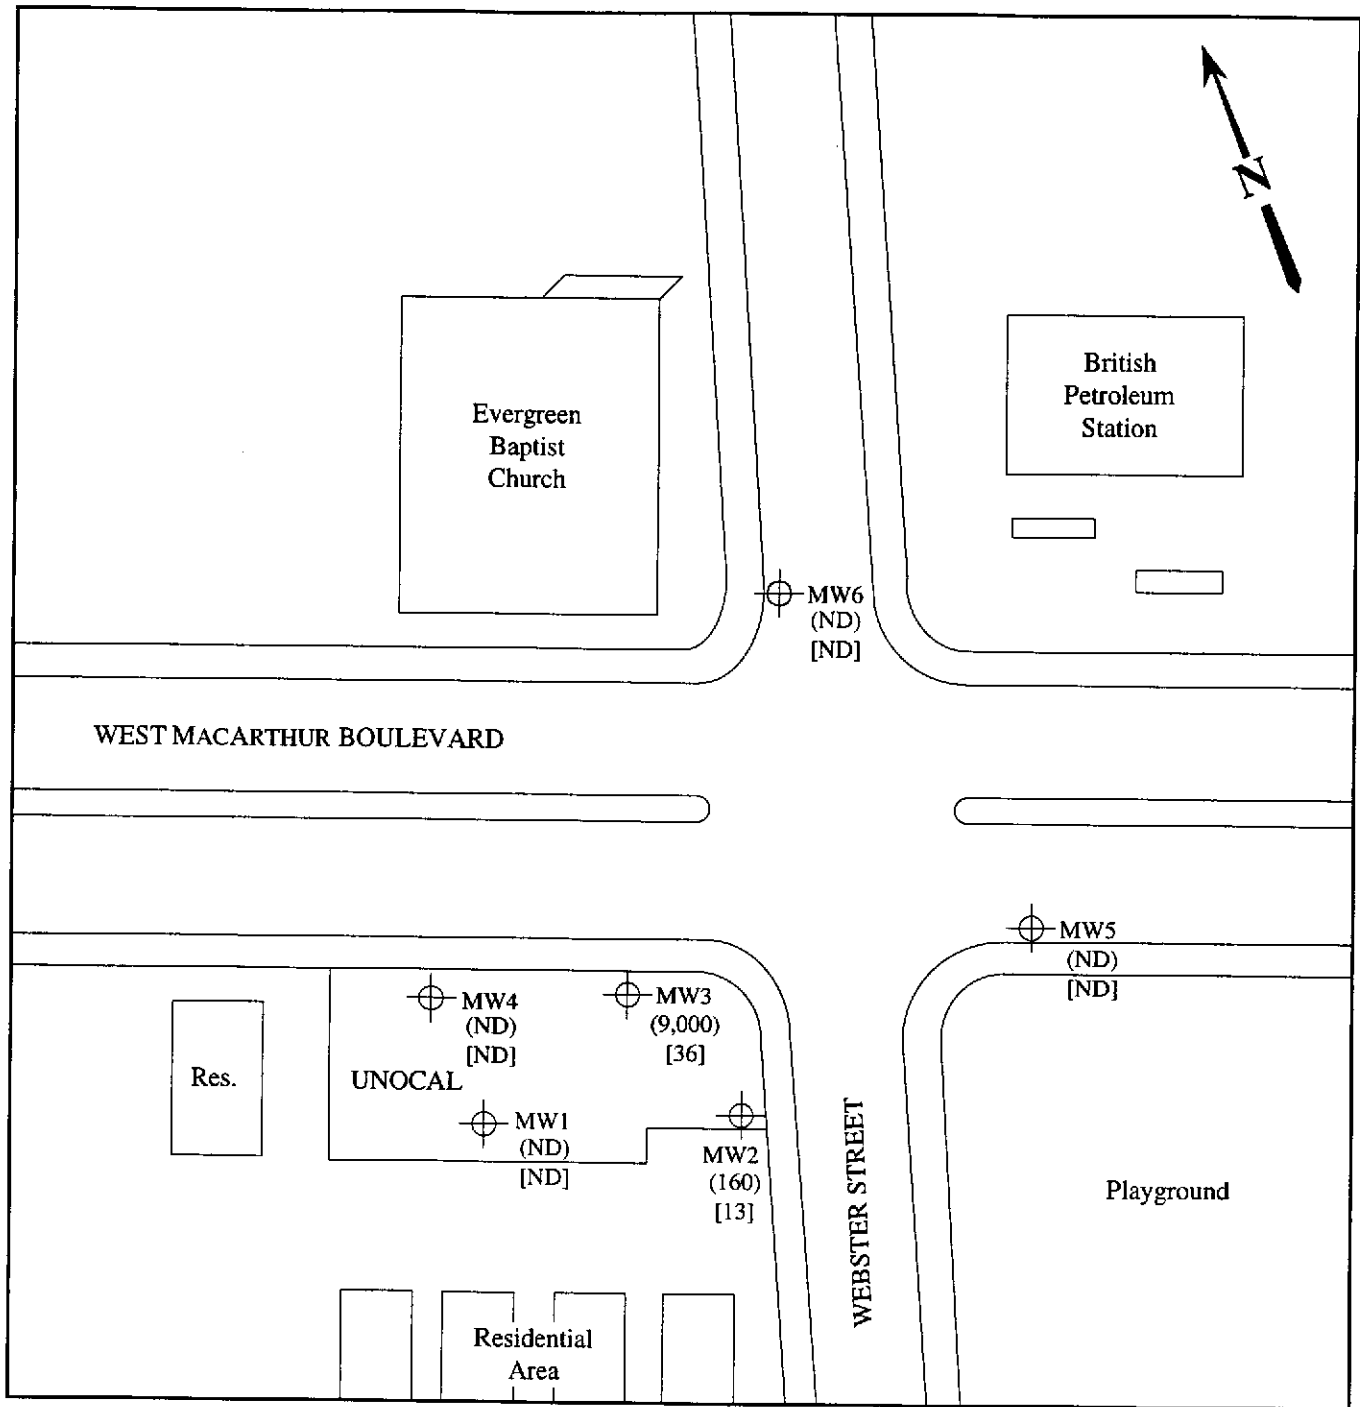 N
British
Petroleum
Station
Evergreen
Baptist
Church
MW6
(ND)
[ND]
WEST MACARTHUR BOULEVARD
MW5
(ND)
[ND]
MW4
(ND)
[ND]
MW3
(9,000)
[36]
Res.
UNOCAL
MW1
(ND)
[ND]
MW2
(160)
[13]
WEBSTER STREET
Playground
Residential
Area